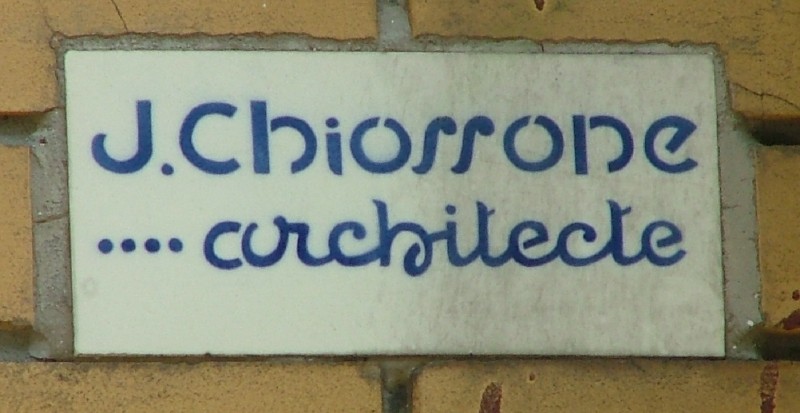 J. Chiossone
.... architecte